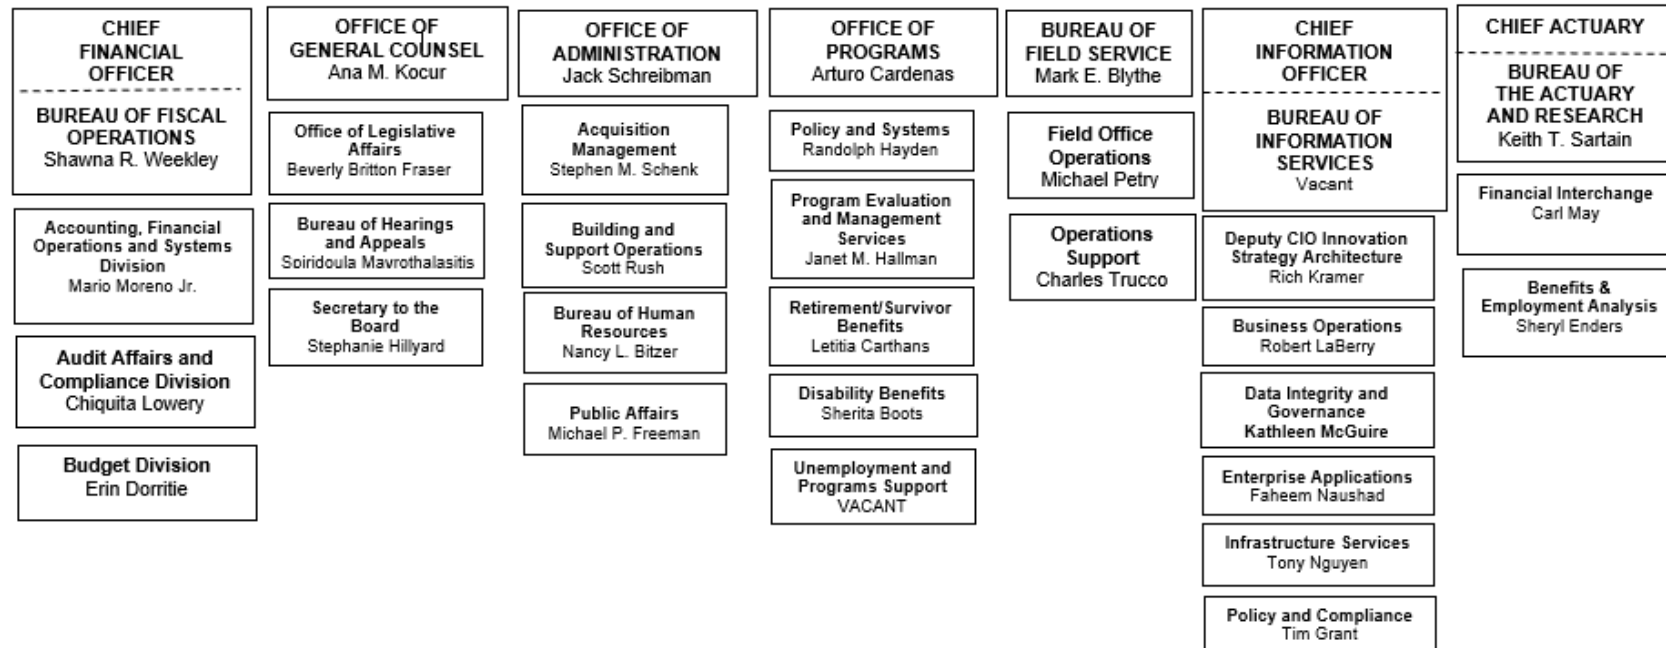 CHIEF
FINANCIAL
OFFICER
BUREAU OF FISCAL
OPERATIONS
Shawna R. Weekley
Accounting, Financial
Operations and Systems
Division
Mario Moreno Jr.
Audit Affairs and
Compliance Division
Chiquita Lowery
Budget Division
Erin Dorritie
OFFICE OF
GENERAL COUNSEL
Ana M. Kocur
Office of Legislative
Affairs
Beverly Britton Fraser
Bureau of Hearings
and Appeals
Spiridoula Mavrothalasitis
Secretary to the
Board
Stephanie Hillyard
OFFICE OF
ADMINISTRATION
Jack Schreibman
Acquisition
Management
Stephen M. Schenk
Building and
Support Operations
Scott Rush
Bureau of Human
Resources
Nancy L. Bitzer
Public Affairs
Michael P. Freeman
OFFICE OF
PROGRAMS
Arturo Cardenas
Policy and Systems
Randolph Hayden
Program Evaluation
and Management
Services
Janet M. Hallman
Retirement/Survivor
Benefits
Letitia Carthans
Disability Benefits
Sherita Boots
Unemployment and
Programs Support
VACANT
BUREAU OF
FIELD SERVICE
Mark E. Blythe
Field Office
Operations
Michael Petry
Operations
Support
Charles Trucco
CHIEF
INFORMATION
OFFICER
BUREAU OF
INFORMATION
SERVICES
Vacant
Deputy CIO Innovation
Strategy Architecture
Rich Kramer
Business Operations
Robert LaBerry
Data Integrity and
Governance
Kathleen McGuire
Enterprise Applications
Faheem Naushad
Infrastructure Services
Tony Nguyen
Policy and Compliance
Tim Grant
CHIEF ACTUARY
BUREAU OF
THE ACTUARY
AND RESEARCH
Keith T. Sartain
Financial Interchange
Carl May
Benefits &
Employment Analysis
Sheryl Enders